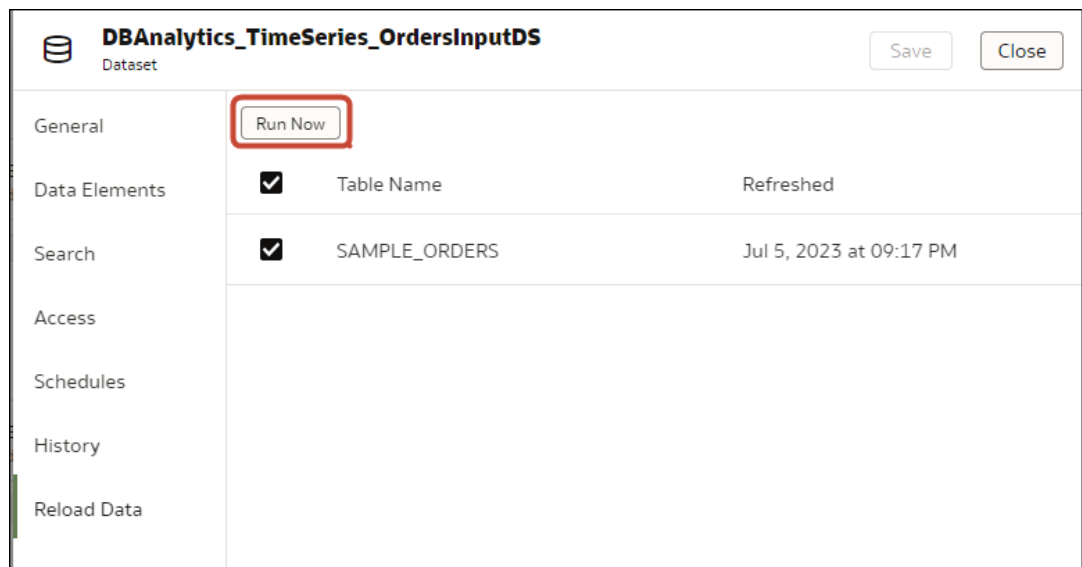 DBAnalytics_TimeSeries_OrdersInputDS
Dataset
Save
Close
General
Data Elements
Search
Access
Schedules
History
Reload Data
Run Now
Table Name Refreshed
SAMPLE_ORDERS Jul 5, 2023 at 09:17 PM